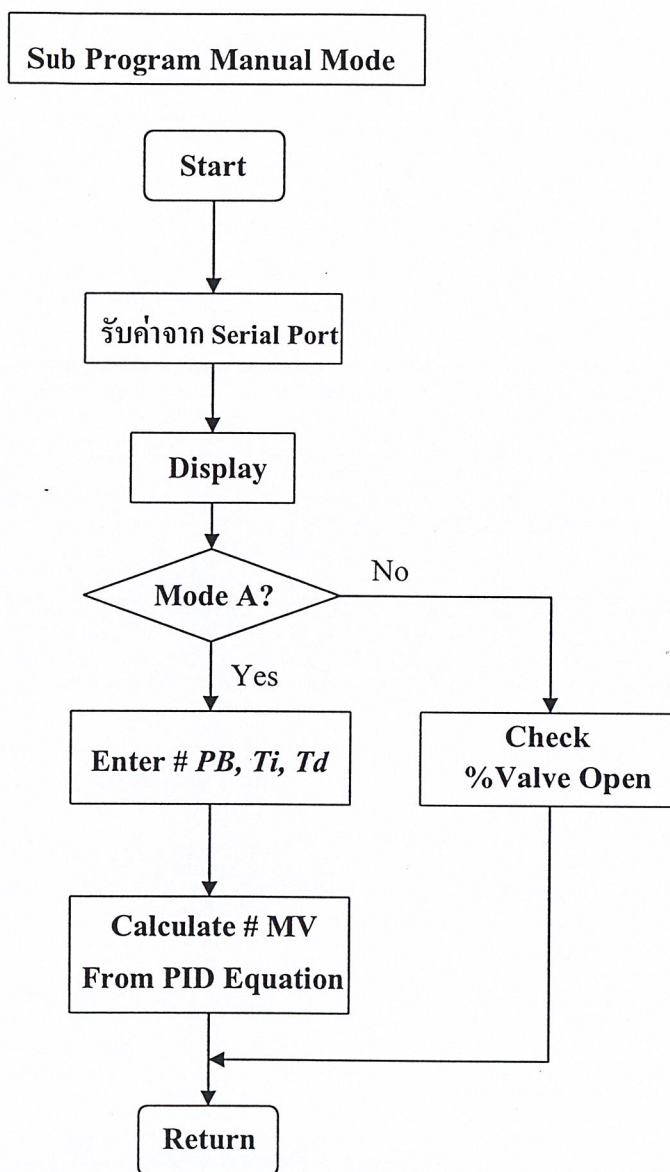 Sub Program Manual Mode
Start
รับค่าจาก Serial Port
Display
Mode A?
No
Yes
Enter # PB, Ti, Td
Check
%Valve Open
Calculate # MV
From PID Equation
Return